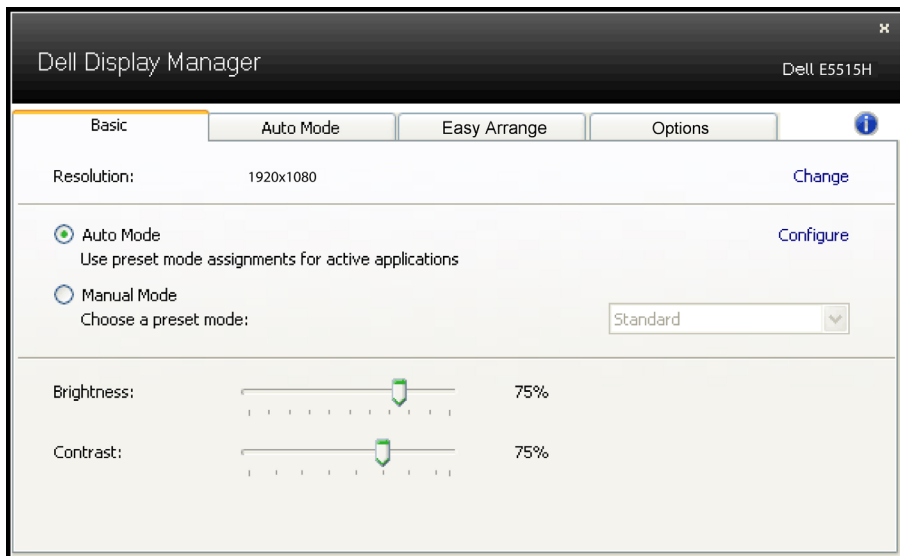 x
Dell Display Manager
Dell E5515H
Basic
Auto Mode
Easy Arrange
Options
i
Resolution: 1920x1080 Change
Auto Mode Configure
Use preset mode assignments for active applications
Manual Mode
Choose a preset mode: Standard
Brightness: 75%
Contrast: 75%